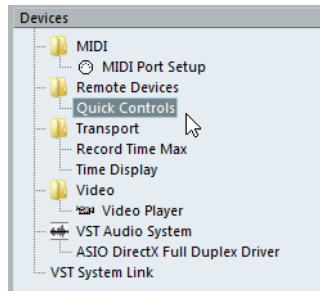 Devices
MIDI
MIDI Port Setup
Remote Devices
Quick Controls
Transport
Record Time Max
Time Display
Video
Video Player
VST Audio System
ASIO DirectX Full Duplex Driver
VST System Link